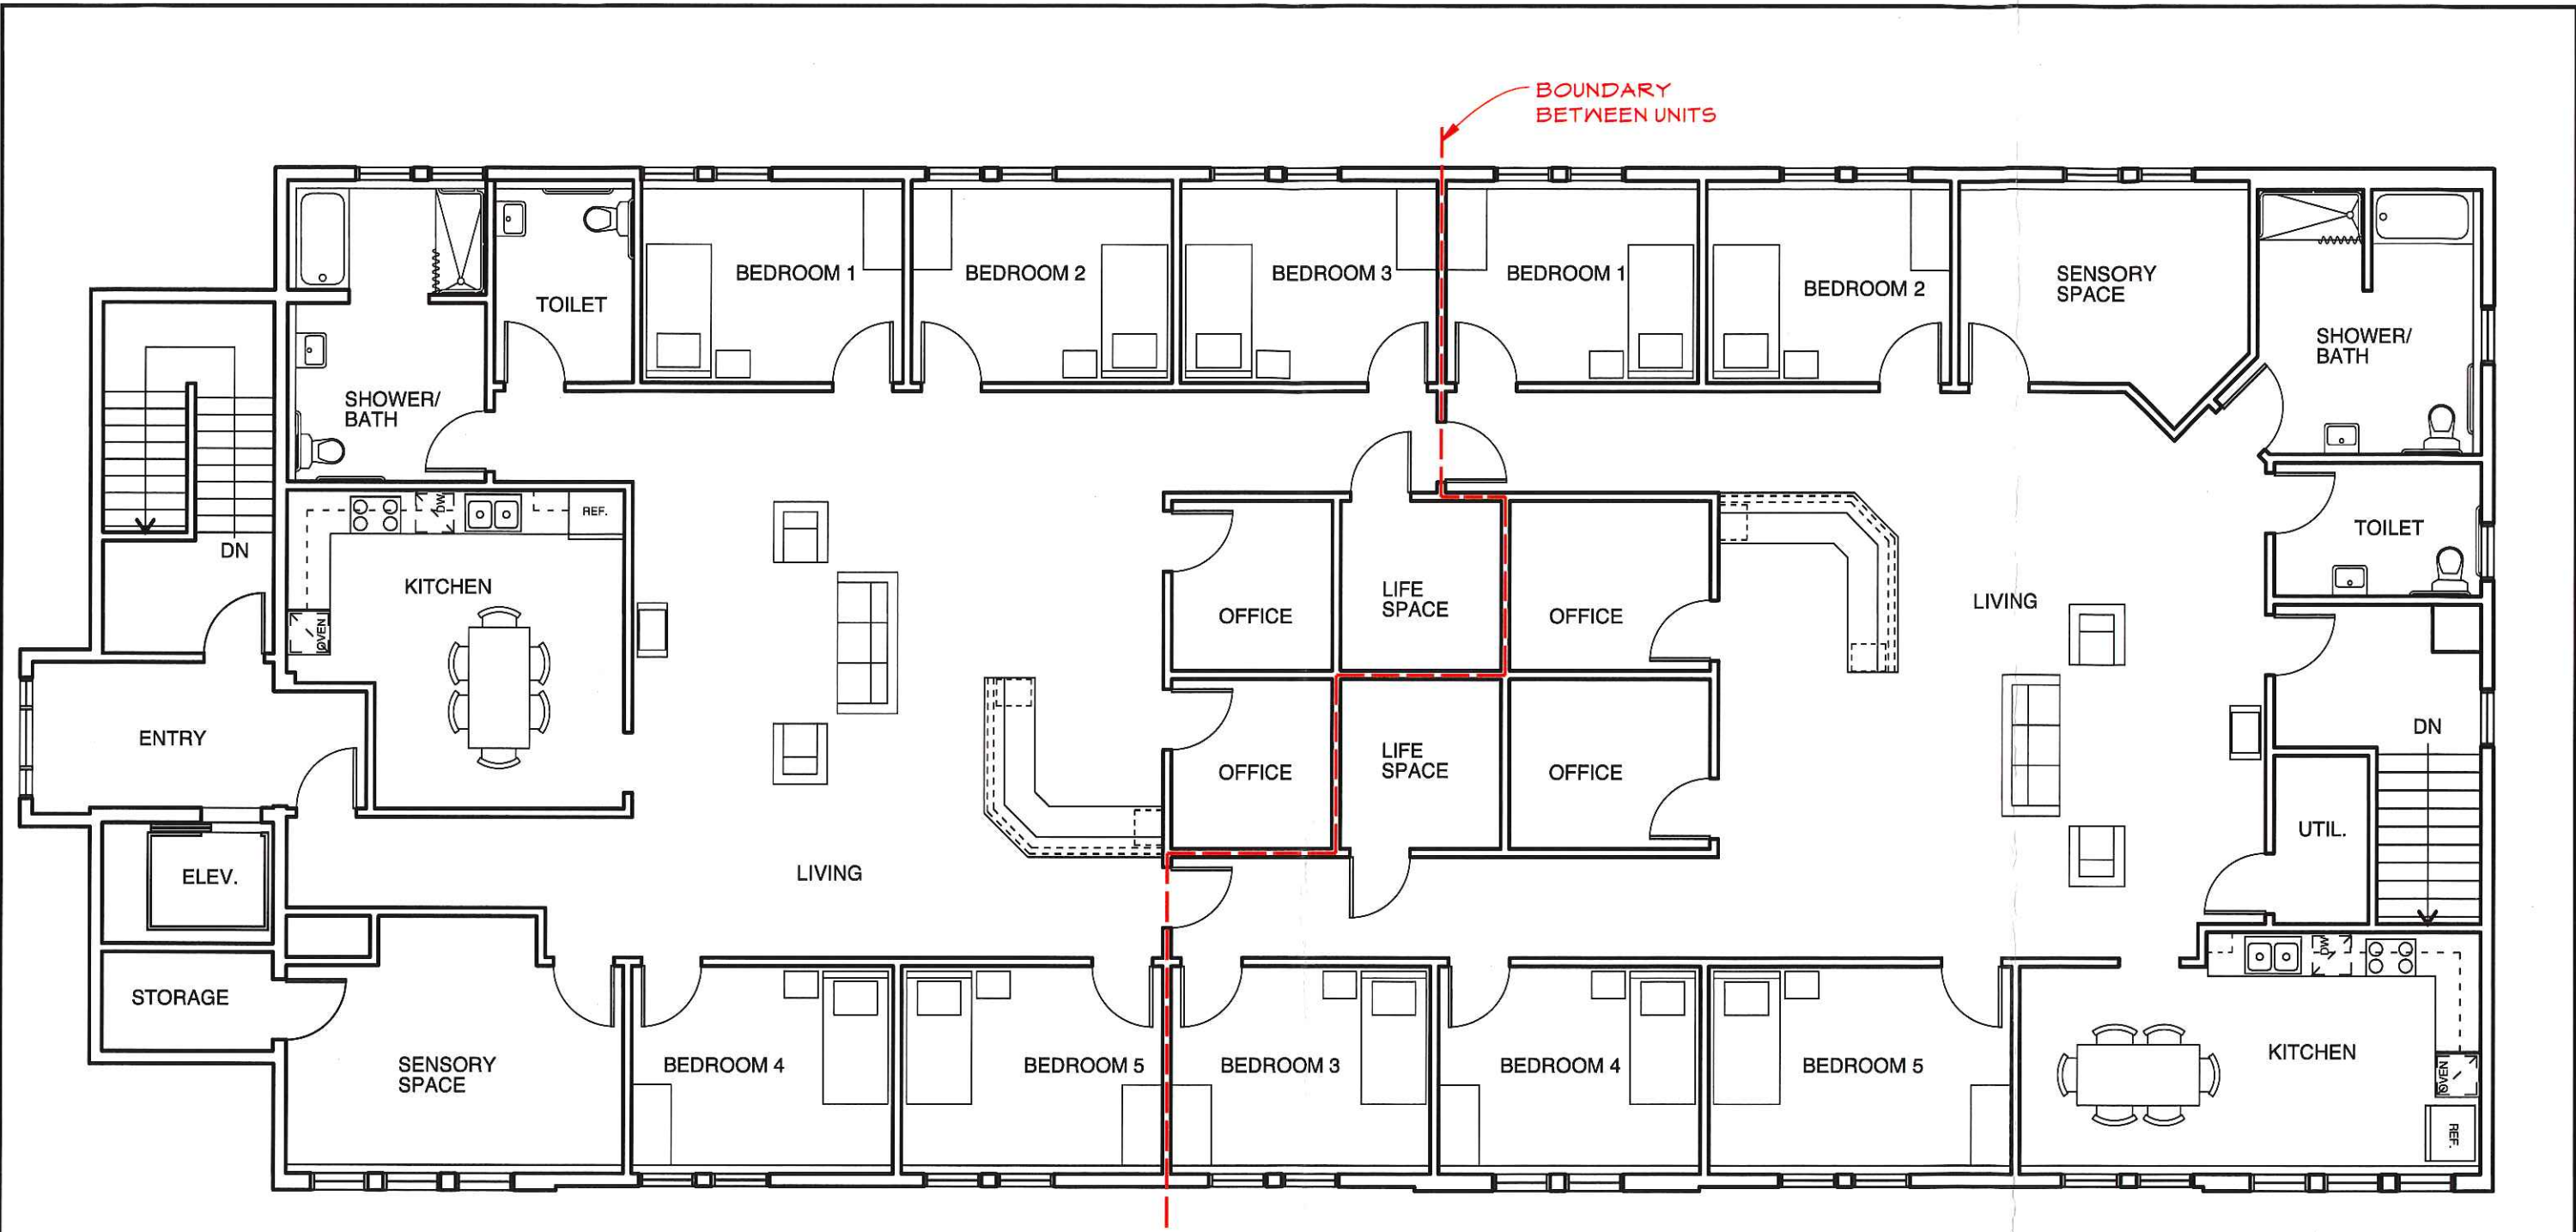 BOUNDARY
BETWEEN UNITS
BEDROOM 1
BEDROOM 2
BEDROOM 3
BEDROOM 1
BEDROOM 2
SENSORY
SPACE
TOILET
SHOWER/
BATH
SHOWER/
BATH
DW
REF.
DN
KITCHEN
OVEN
OFFICE
LIFE
SPACE
OFFICE
LIVING
TOILET
ENTRY
OFFICE
LIFE
SPACE
OFFICE
DN
UTIL.
ELEV.
LIVING
STORAGE
SENSORY
SPACE
BEDROOM 4
BEDROOM 5
BEDROOM 3
BEDROOM 4
BEDROOM 5
DW
KITCHEN
OVEN
REF.